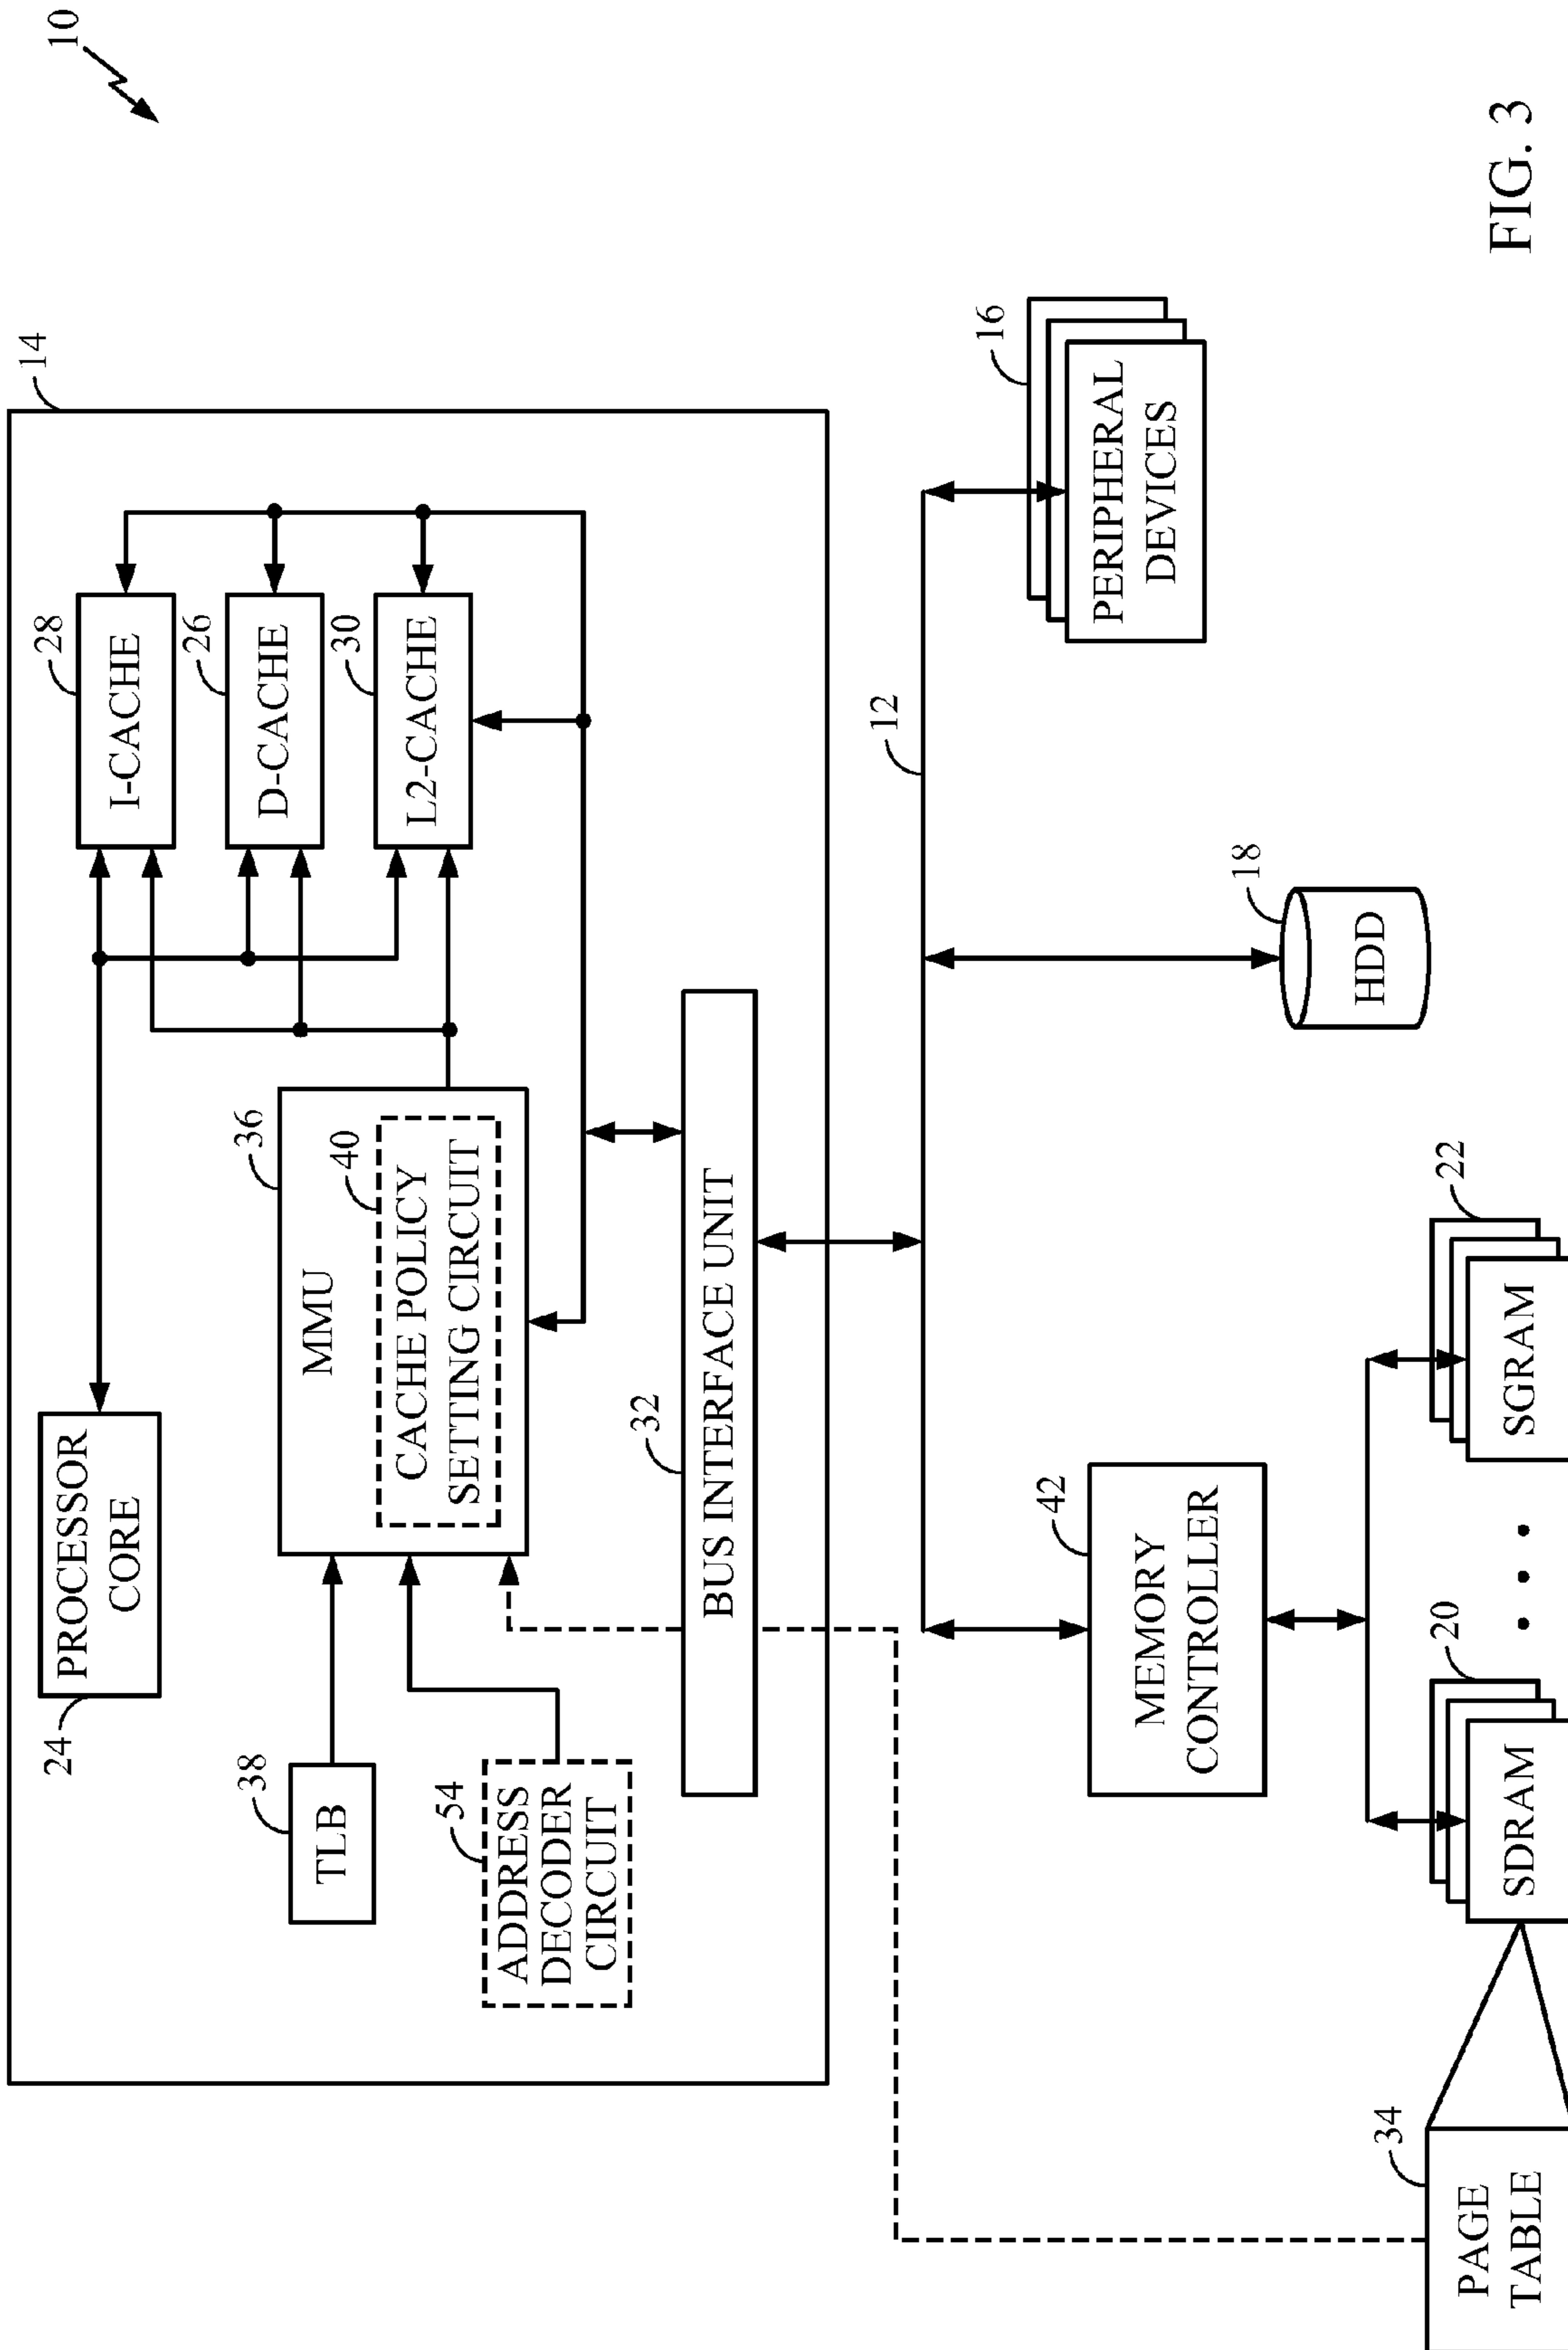 10
14
PROCESSOR
CORE
24
I-CACHE
28
D-CACHE
26
L2-CACHE
30
TLB
38
MMU
36
CACHE POLICY
SETTING CIRCUIT
40
ADDRESS
DECODER
CIRCUIT
54
BUS INTERFACE UNIT
32
12
MEMORY
CONTROLLER
42
HDD
18
PERIPHERAL
DEVICES
16
PAGE
TABLE
34
SDRAM
20
SGRAM
22
FIG. 3